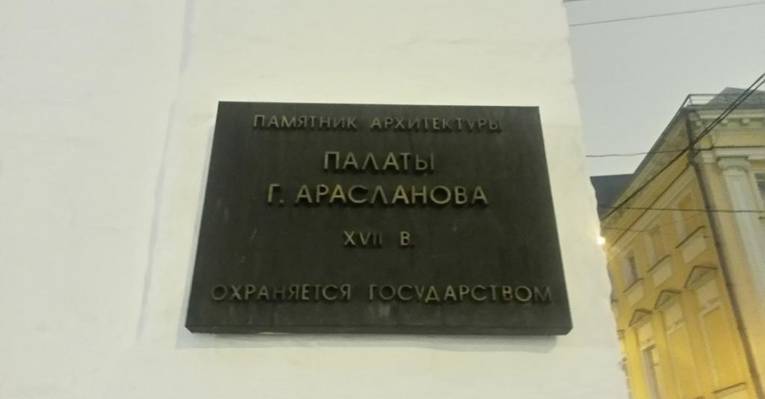 ПАМЯТНИК АРХИТЕКТУРЫ
ПАЛАТЫ
Г. АРАСЛАНОВА
XVII В.
ОХРАНЯЕТСЯ ГОСУДАРСТВОМ